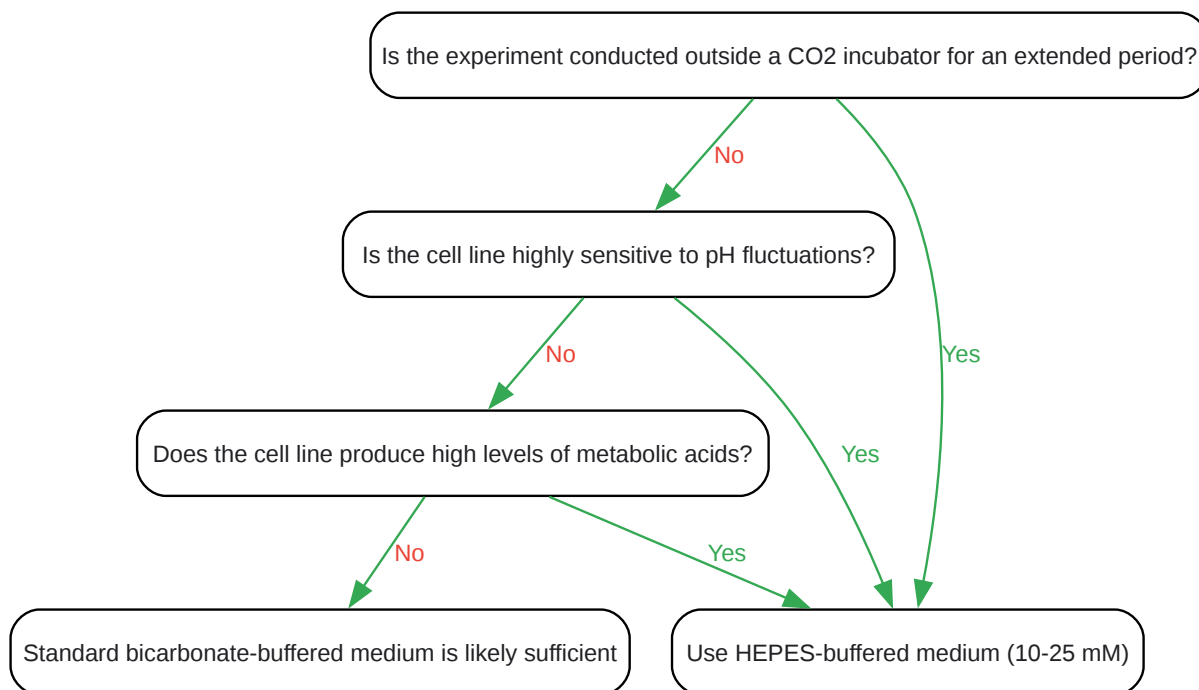 Is the experiment conducted outside a CO2 incubator for an extended period?
No
Is the cell line highly sensitive to pH fluctuations?
No
Yes
Does the cell line produce high levels of metabolic acids?
Yes
No
Yes
Standard bicarbonate-buffered medium is likely sufficient
Use HEPES-buffered medium (10-25 mM)